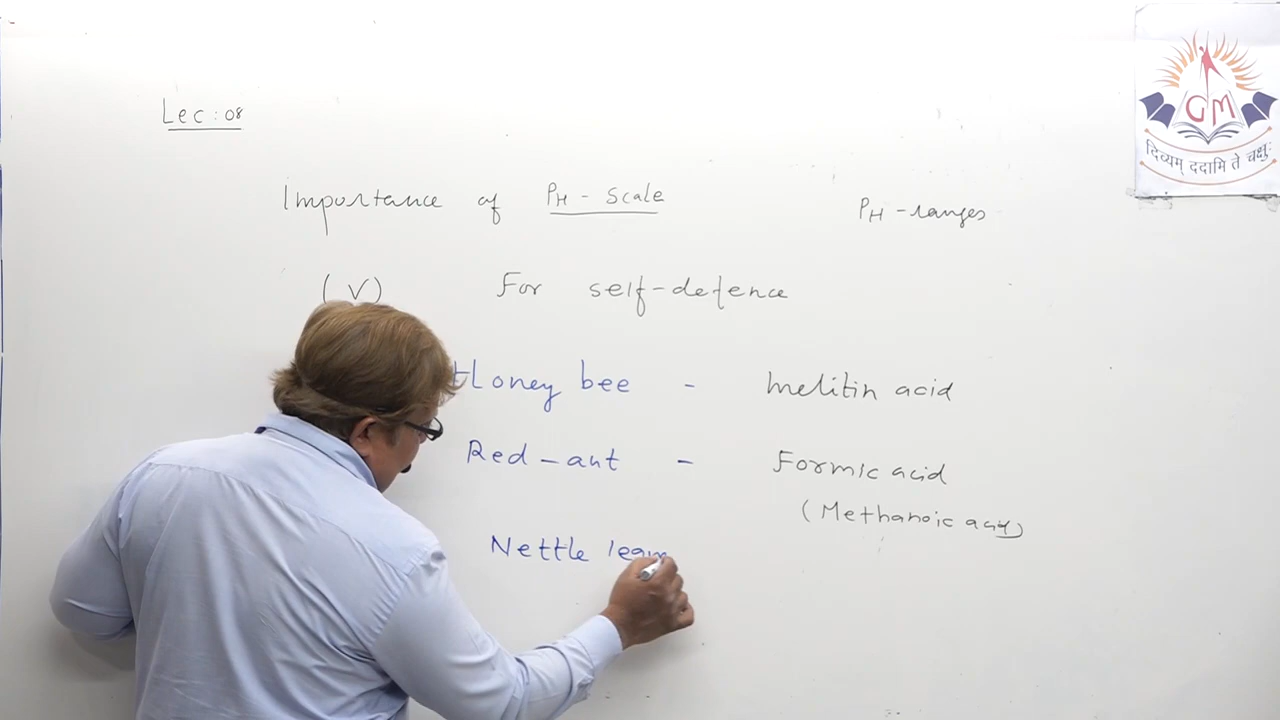 Lec : 08
GM
दिव्यम् ददामि ते चक्षुः
Importance of PH - scale
PH - ranges
(V) For self-defence
Honey bee - melitin acid
Red - ant - Formic acid
(Methanoic acid)
Nettle